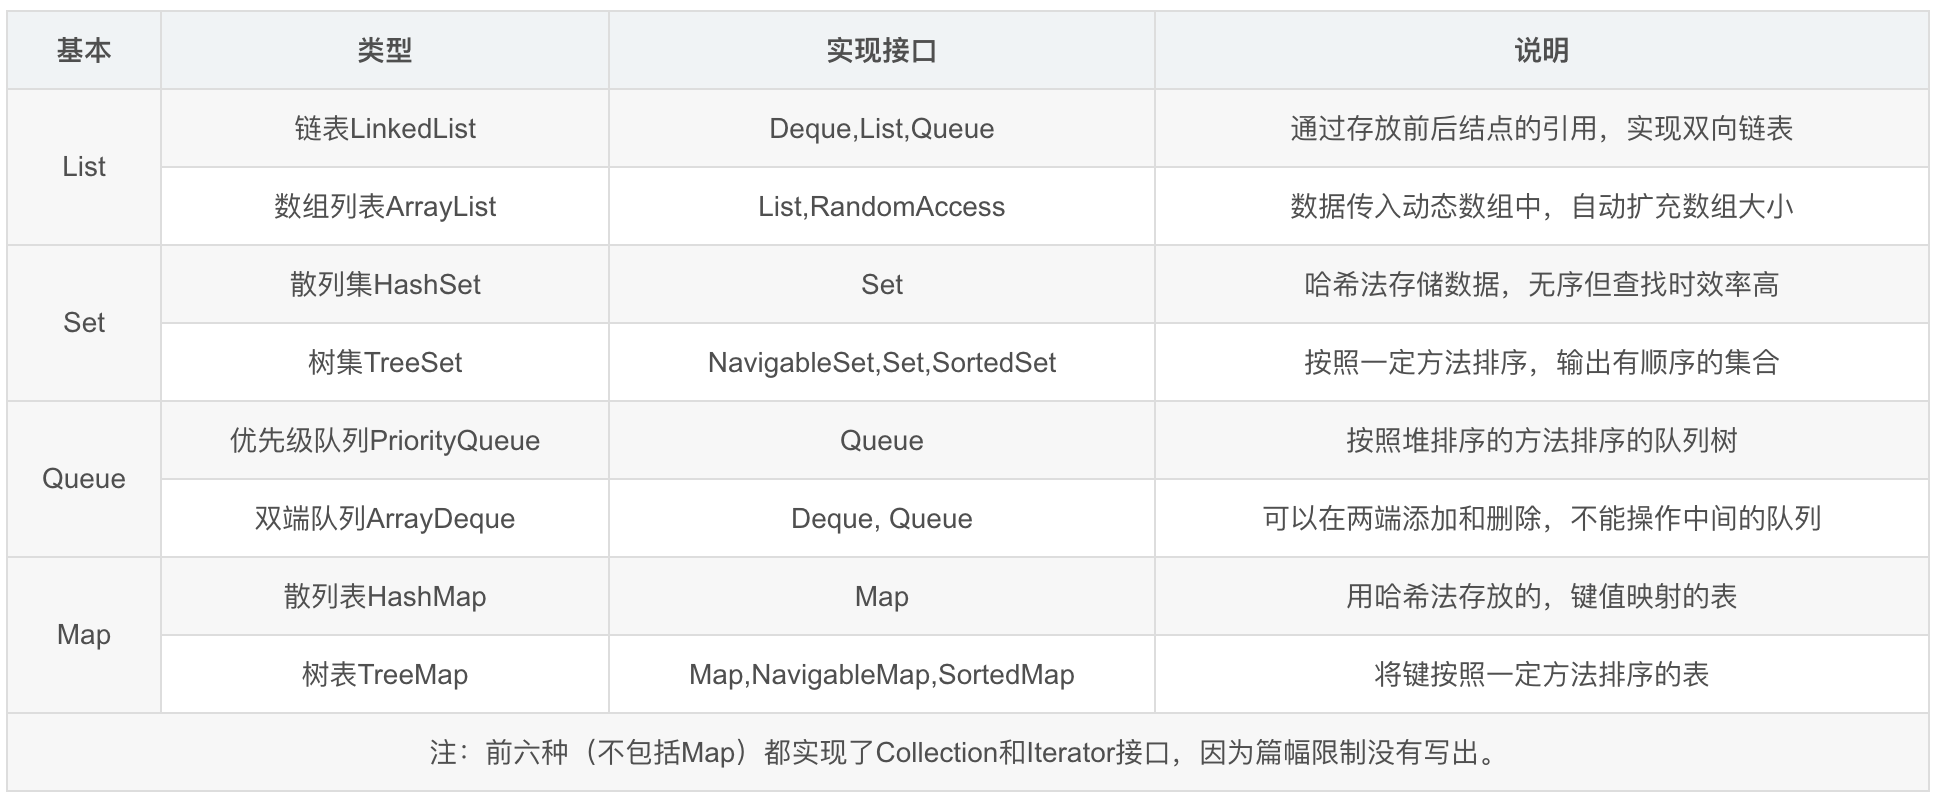 基本 类型 实现接口 说明
List
链表LinkedList Deque,List,Queue 通过存放前后结点的引用，实现双向链表
数组列表ArrayList List,RandomAccess 数据传入动态数组中，自动扩充数组大小
Set
散列集HashSet Set 哈希法存储数据，无序但查找时效率高
树集TreeSet NavigableSet,Set,SortedSet 按照一定方法排序，输出有顺序的集合
Queue
优先级队列PriorityQueue Queue 按照堆排序的方法排序的队列树
双端队列ArrayDeque Deque, Queue 可以在两端添加和删除，不能操作中间的队列
Map
散列表HashMap Map 用哈希法存放的，键值映射的表
树表TreeMap Map,NavigableMap,SortedMap 将键按照一定方法排序的表
注：前六种（不包括Map）都实现了Collection和Iterator接口，因为篇幅限制没有写出。